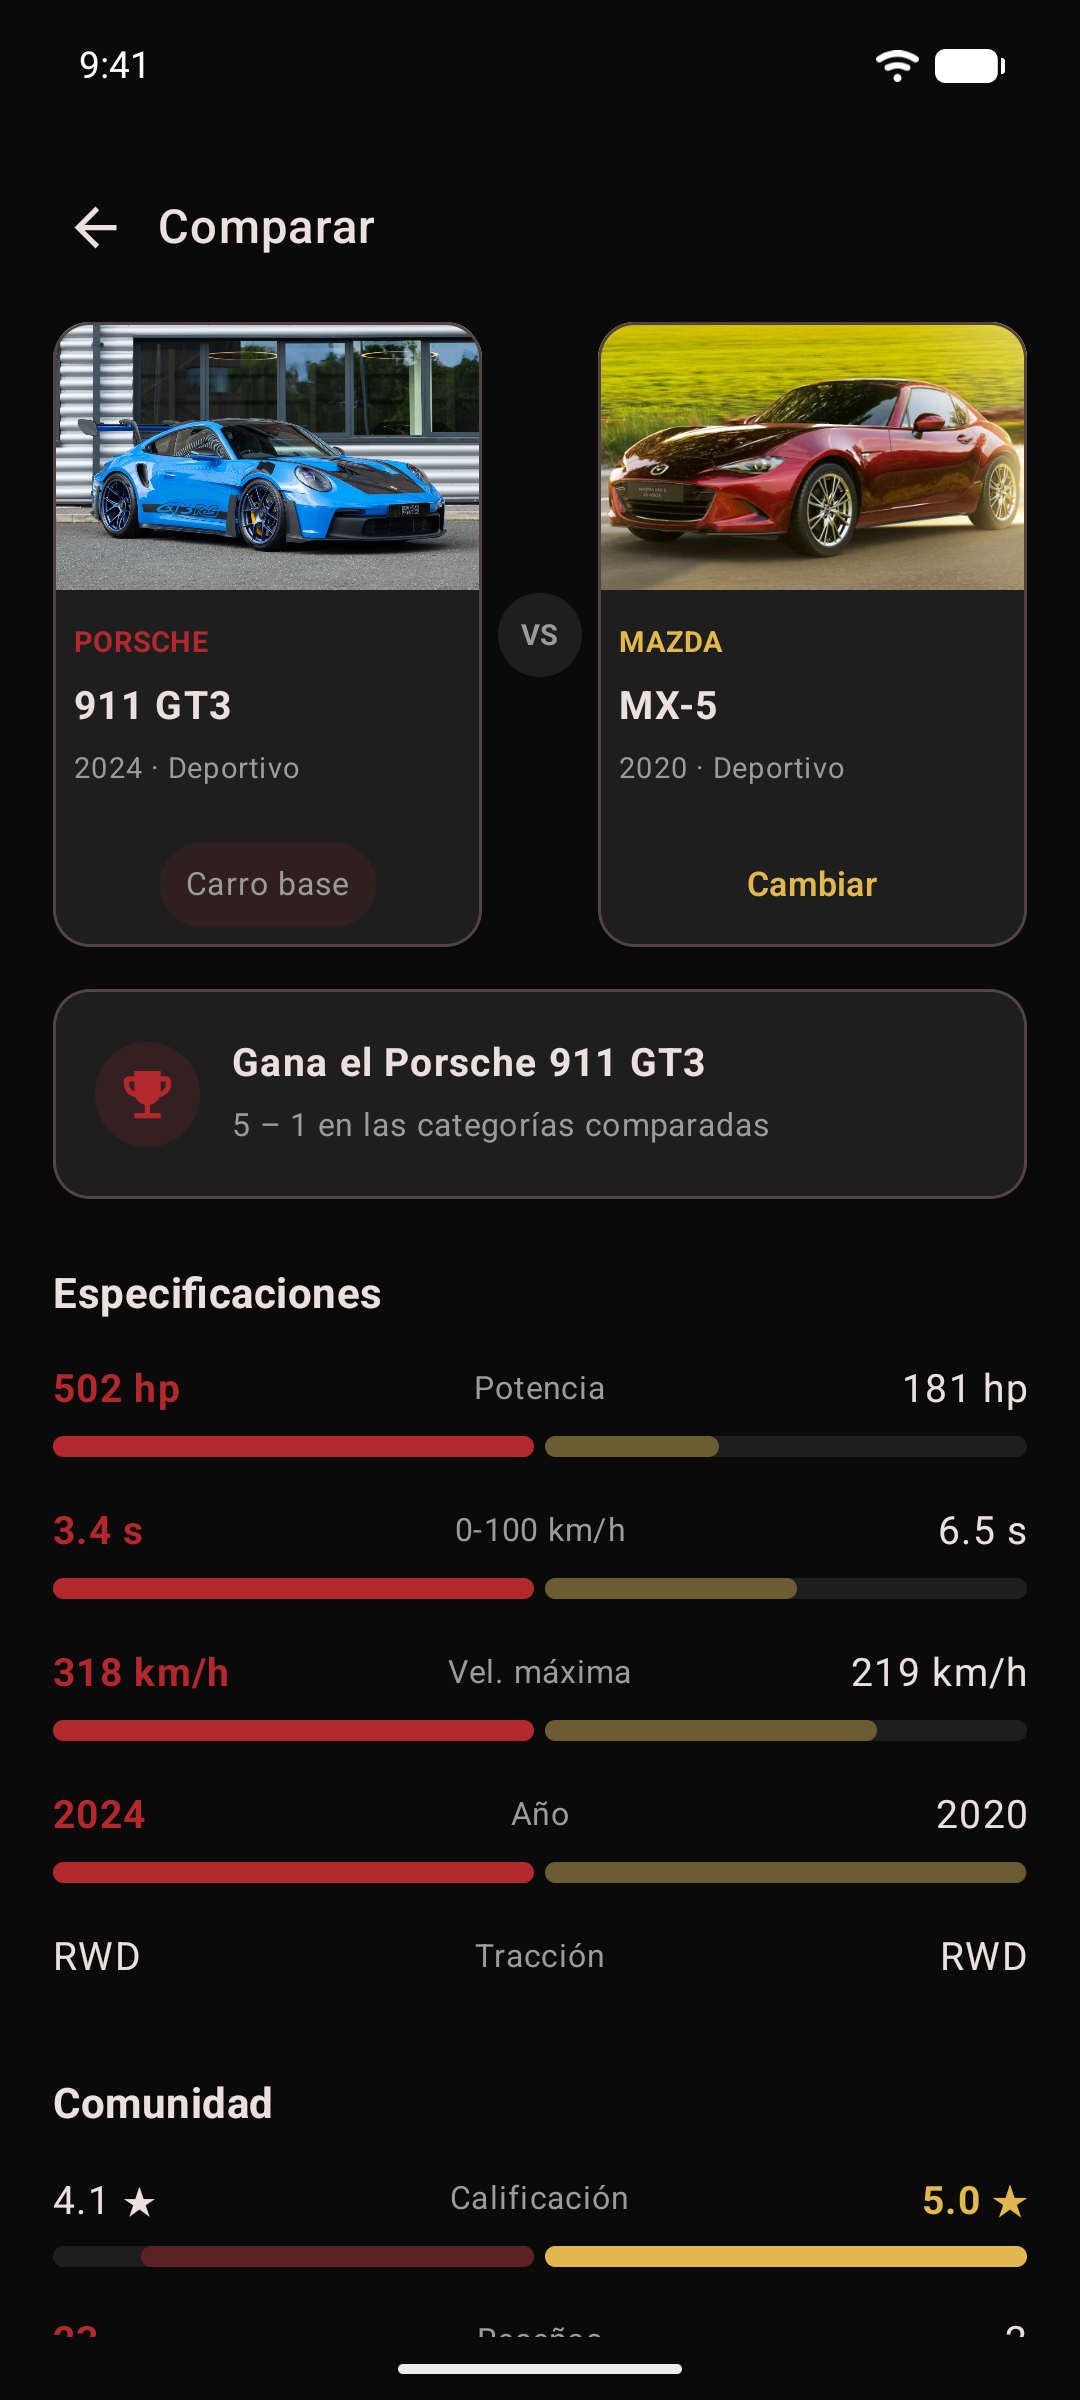 9:41
Comparar
PORSCHE
911 GT3
2024 · Deportivo
Carro base
VS
MAZDA
MX-5
2020 · Deportivo
Cambiar
Gana el Porsche 911 GT3
5 – 1 en las categorías comparadas
Especificaciones
502 hp Potencia 181 hp
3.4 s 0-100 km/h 6.5 s
318 km/h Vel. máxima 219 km/h
2024 Año 2020
RWD Tracción RWD
Comunidad
4.1 ★ Calificación 5.0 ★